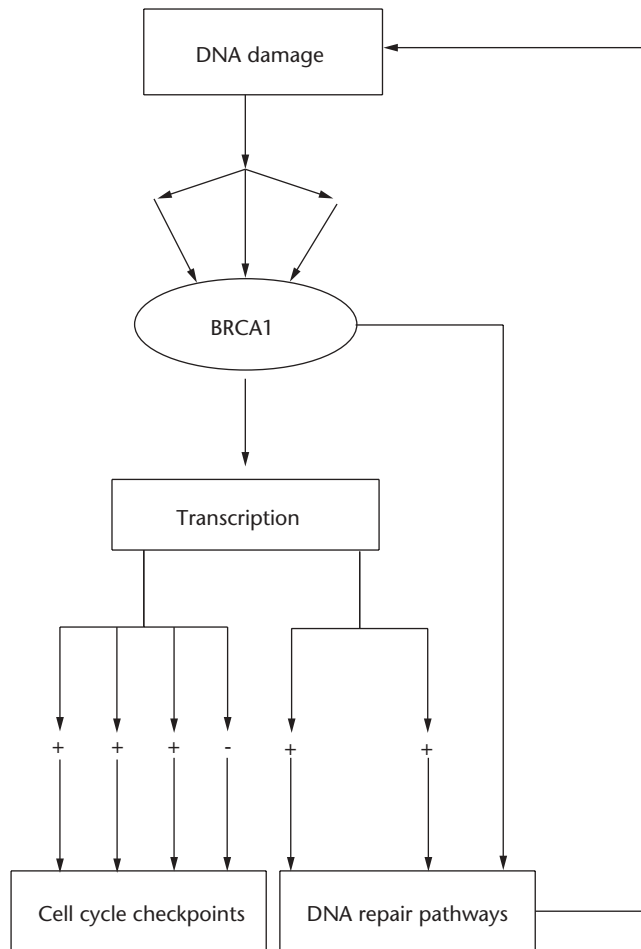 DNA damage
BRCA1
Transcription
+ + + - + +
Cell cycle checkpoints
DNA repair pathways